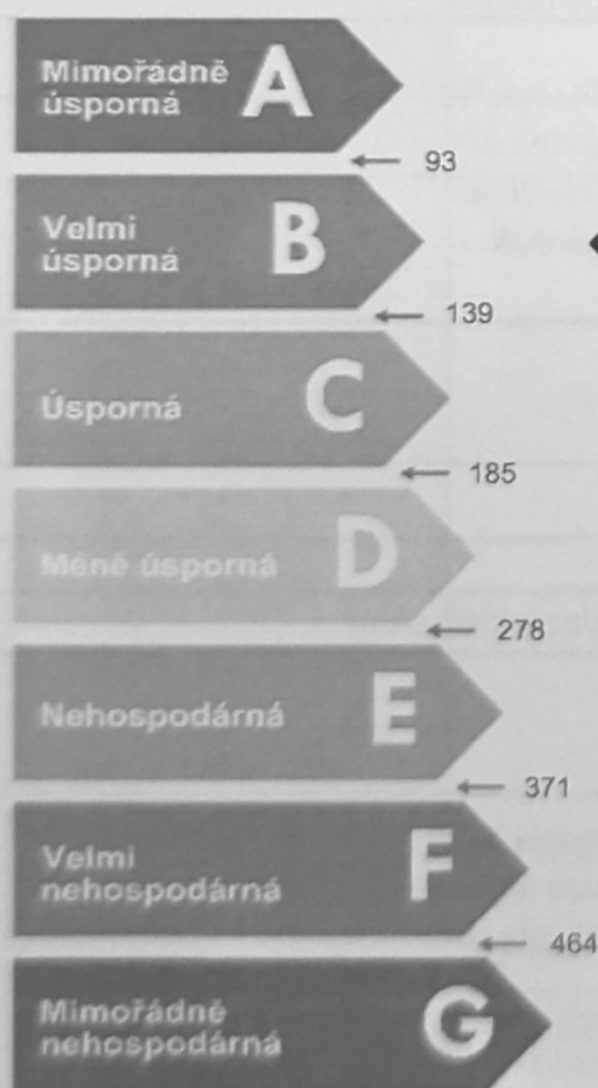 Mimořádně
úsporná
A
93
Velmi
úsporná
B
139
Úsporná
C
185
Méně úsporná
D
278
Nehospodárná
E
371
Velmi
nehospodárná
F
464
Mimořádně
nehospodárná
G